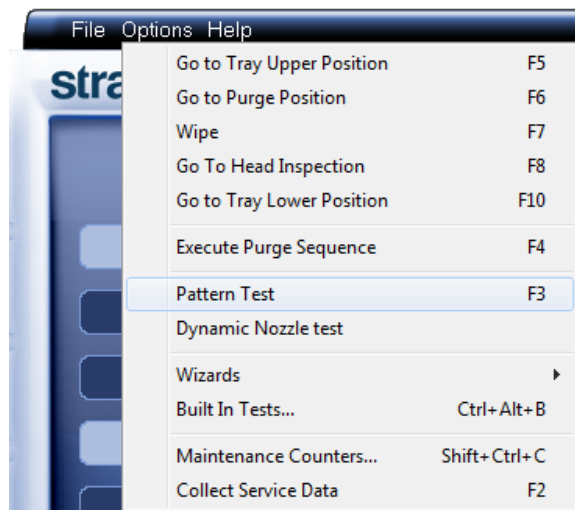 File Options Help
stra
Go to Tray Upper Position F5
Go to Purge Position F6
Wipe F7
Go To Head Inspection F8
Go to Tray Lower Position F10
Execute Purge Sequence F4
Pattern Test F3
Dynamic Nozzle test
Wizards
Built In Tests... Ctrl+Alt+B
Maintenance Counters... Shift+Ctrl+C
Collect Service Data F2